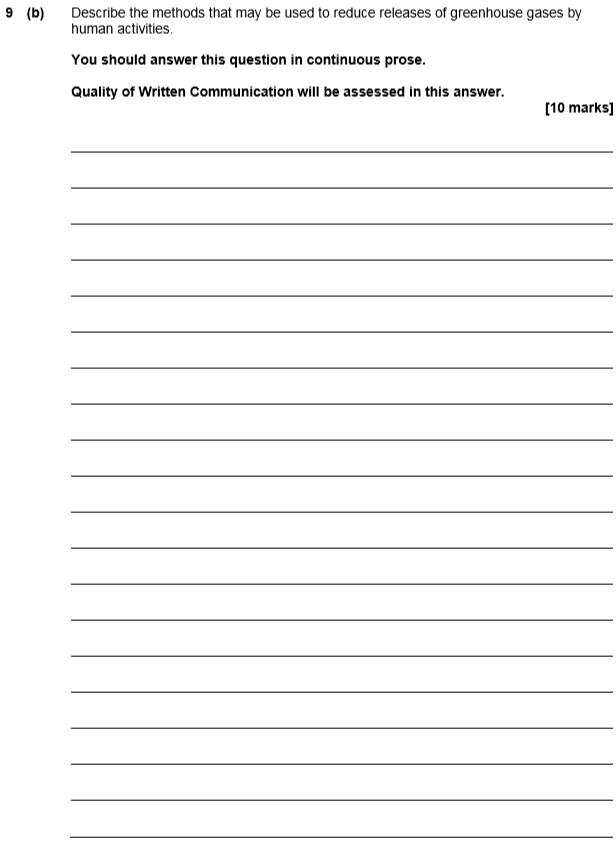 9 (b) Describe the methods that may be used to reduce releases of greenhouse gases by
human activities.
You should answer this question in continuous prose.
Quality of Written Communication will be assessed in this answer.
[10 marks]